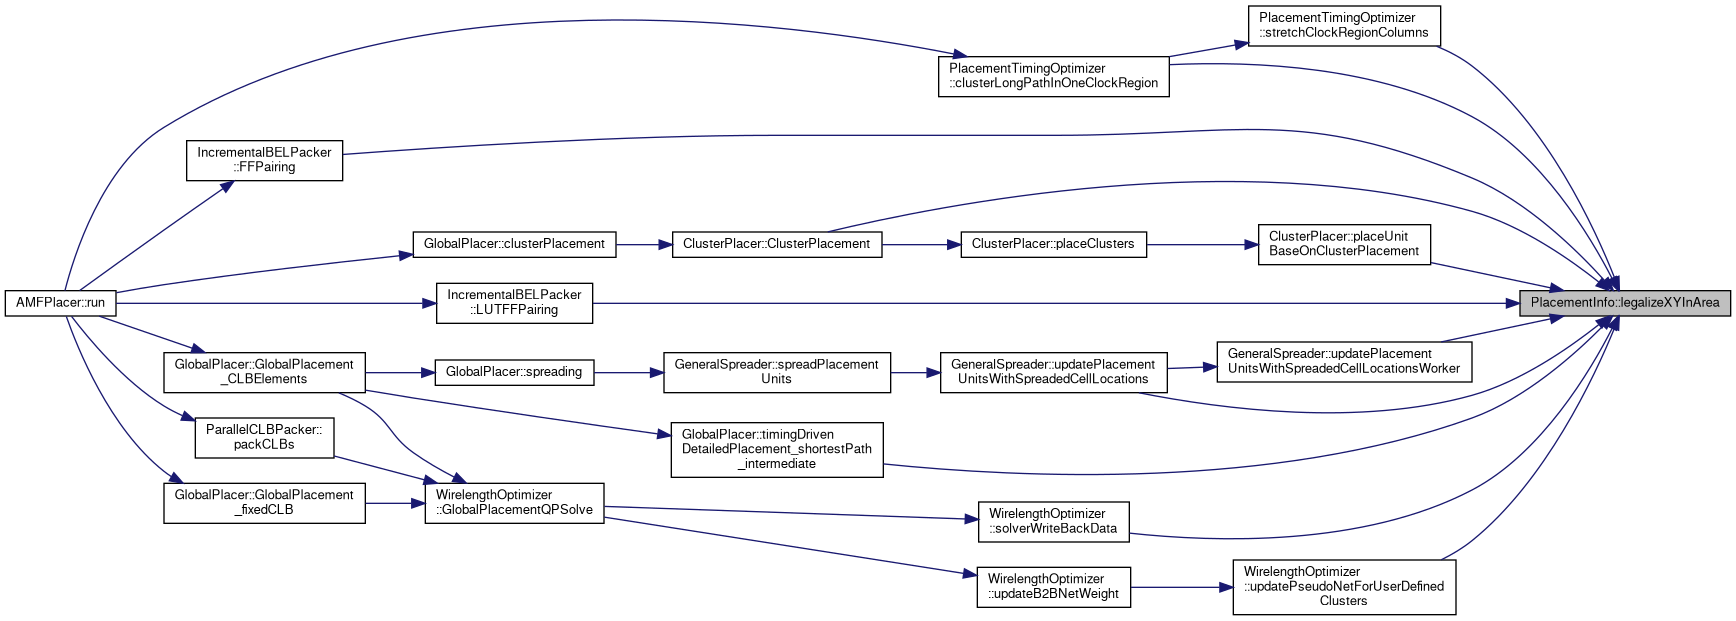 PlacementTimingOptimizer
::stretchClockRegionColumns
PlacementTimingOptimizer
::clusterLongPathInOneClockRegion
IncrementalBELPacker
::FFPairing
GlobalPlacer::clusterPlacement
ClusterPlacer::ClusterPlacement
ClusterPlacer::placeClusters
ClusterPlacer::placeUnit
BaseOnClusterPlacement
AMFPlacer::run
IncrementalBELPacker
::LUTFFPairing
PlacementInfo::legalizeXYInArea
GlobalPlacer::GlobalPlacement
_CLBElements
GlobalPlacer::spreading
GeneralSpreader::spreadPlacement
Units
GeneralSpreader::updatePlacement
UnitsWithSpreadedCellLocations
GeneralSpreader::updatePlacement
UnitsWithSpreadedCellLocationsWorker
ParallelCLBPacker::
packCLBs
GlobalPlacer::timingDriven
DetailedPlacement_shortestPath
_intermediate
GlobalPlacer::GlobalPlacement
_fixedCLB
WirelengthOptimizer
::GlobalPlacementQPSolve
WirelengthOptimizer
::solverWriteBackData
WirelengthOptimizer
::updateB2BNetWeight
WirelengthOptimizer
::updatePseudoNetForUserDefined
Clusters